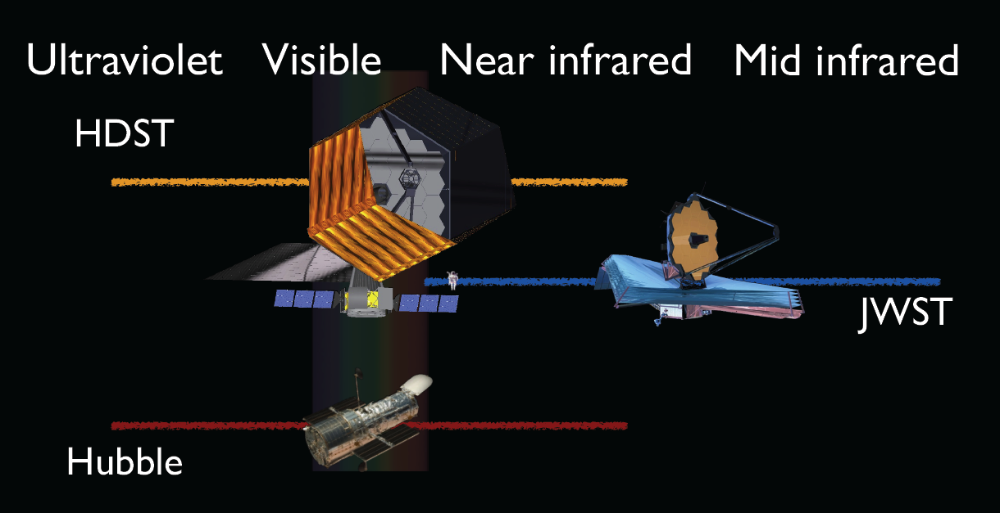 Ultraviolet Visible Near infrared Mid infrared
HDST
JWST
Hubble